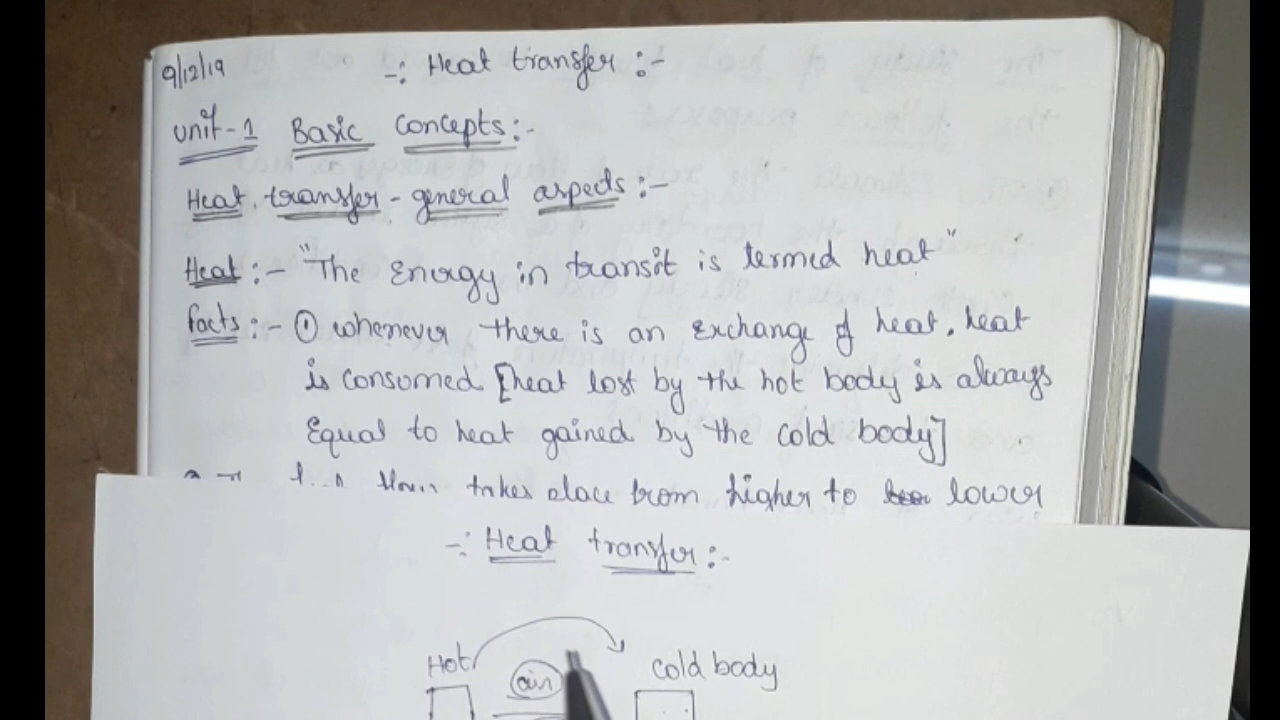 9/12/19 -: Heat transfer :-
unit-1 Basic concepts:-
Heat transfer - general aspects :-
Heat :- "The Energy in transit is termed heat"
facts :- ① whenever there is an Exchange of heat, heat
is consumed [heat lost by the hot body is always
Equal to heat gained by the cold body]
takes place from higher to lower
-: Heat transfer :-
Hot air cold body